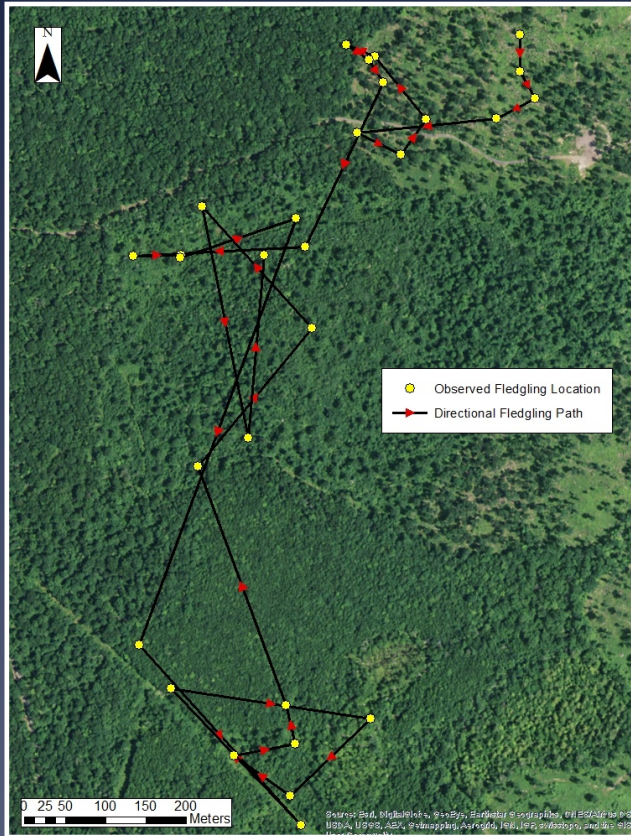 N
Observed Fledgling Location
Directional Fledgling Path
0 25 50 100 150 200
Meters
Source: Esri, DigitalGlobe, GeoEye, Earthstar Geographics, CNES/Airbus DS
USDA, USGS, AEX, Getmapping, Aerogrid, IGN, IGP, swisstopo, and the GIS